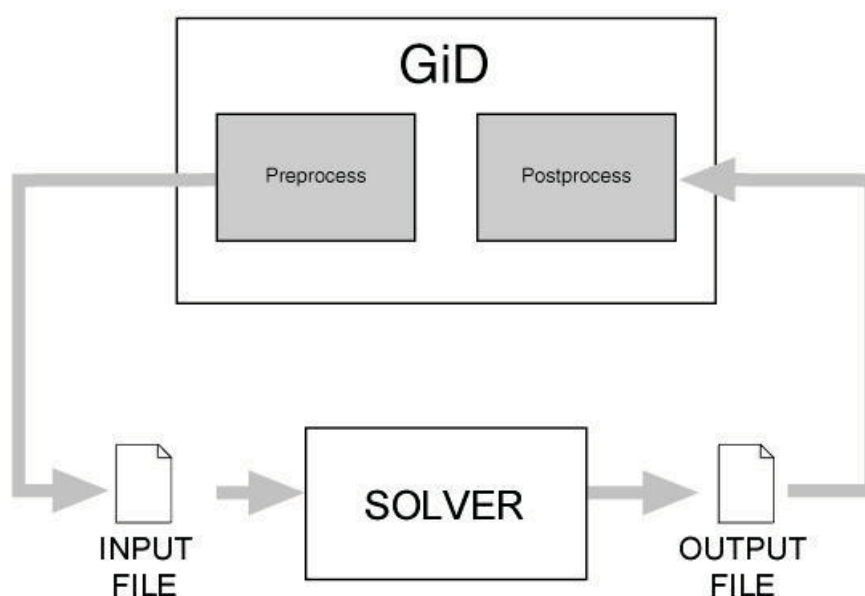 GiD
Preprocess
Postprocess
SOLVER
INPUT
FILE
OUTPUT
FILE